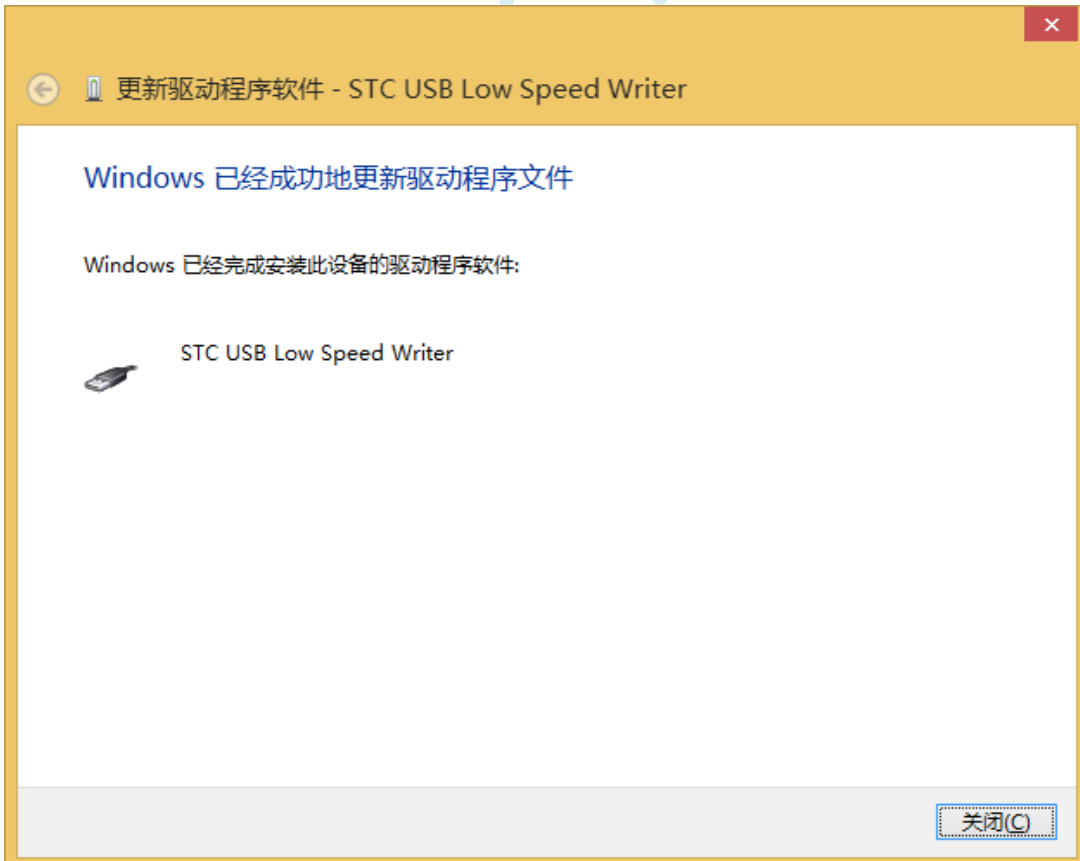 更新驱动程序软件 - STC USB Low Speed Writer
Windows 已经成功地更新驱动程序文件
Windows 已经完成安装此设备的驱动程序软件:
STC USB Low Speed Writer
关闭(C)